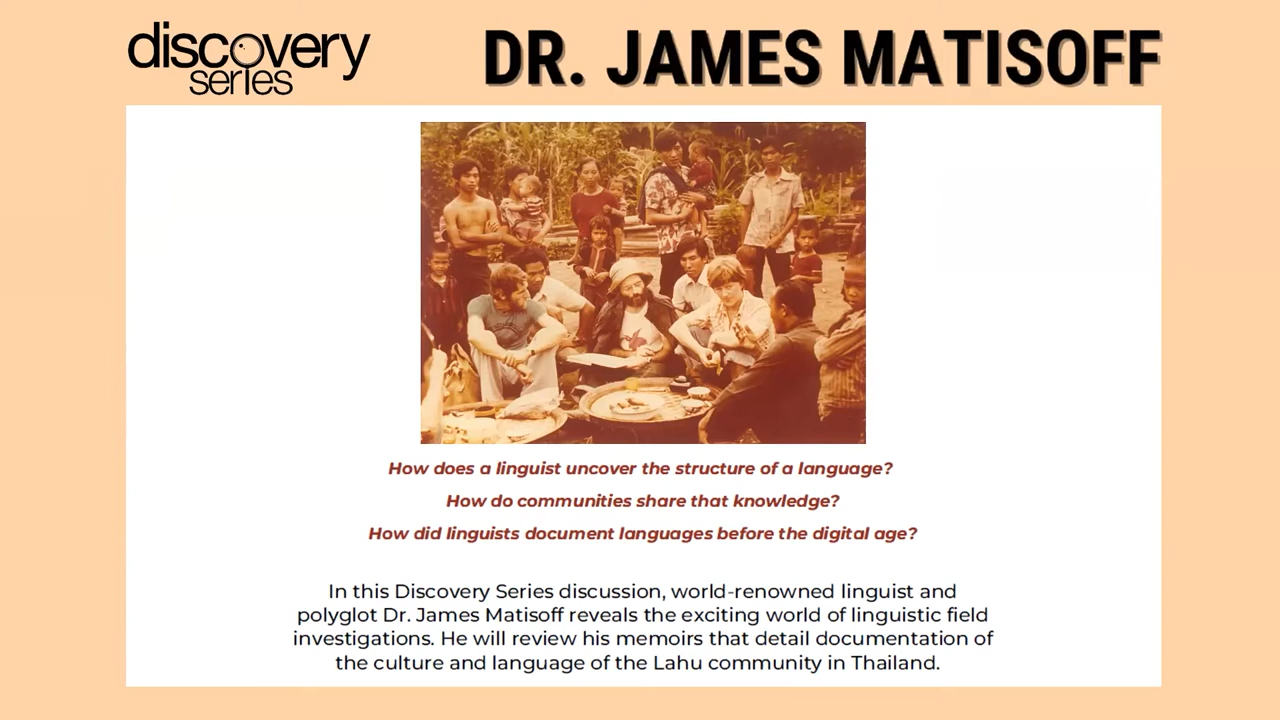 discovery
series
DR. JAMES MATISOFF
How does a linguist uncover the structure of a language?
How do communities share that knowledge?
How did linguists document languages before the digital age?
In this Discovery Series discussion, world-renowned linguist and
polyglot Dr. James Matisoff reveals the exciting world of linguistic field
investigations. He will review his memoirs that detail documentation of
the culture and language of the Lahu community in Thailand.